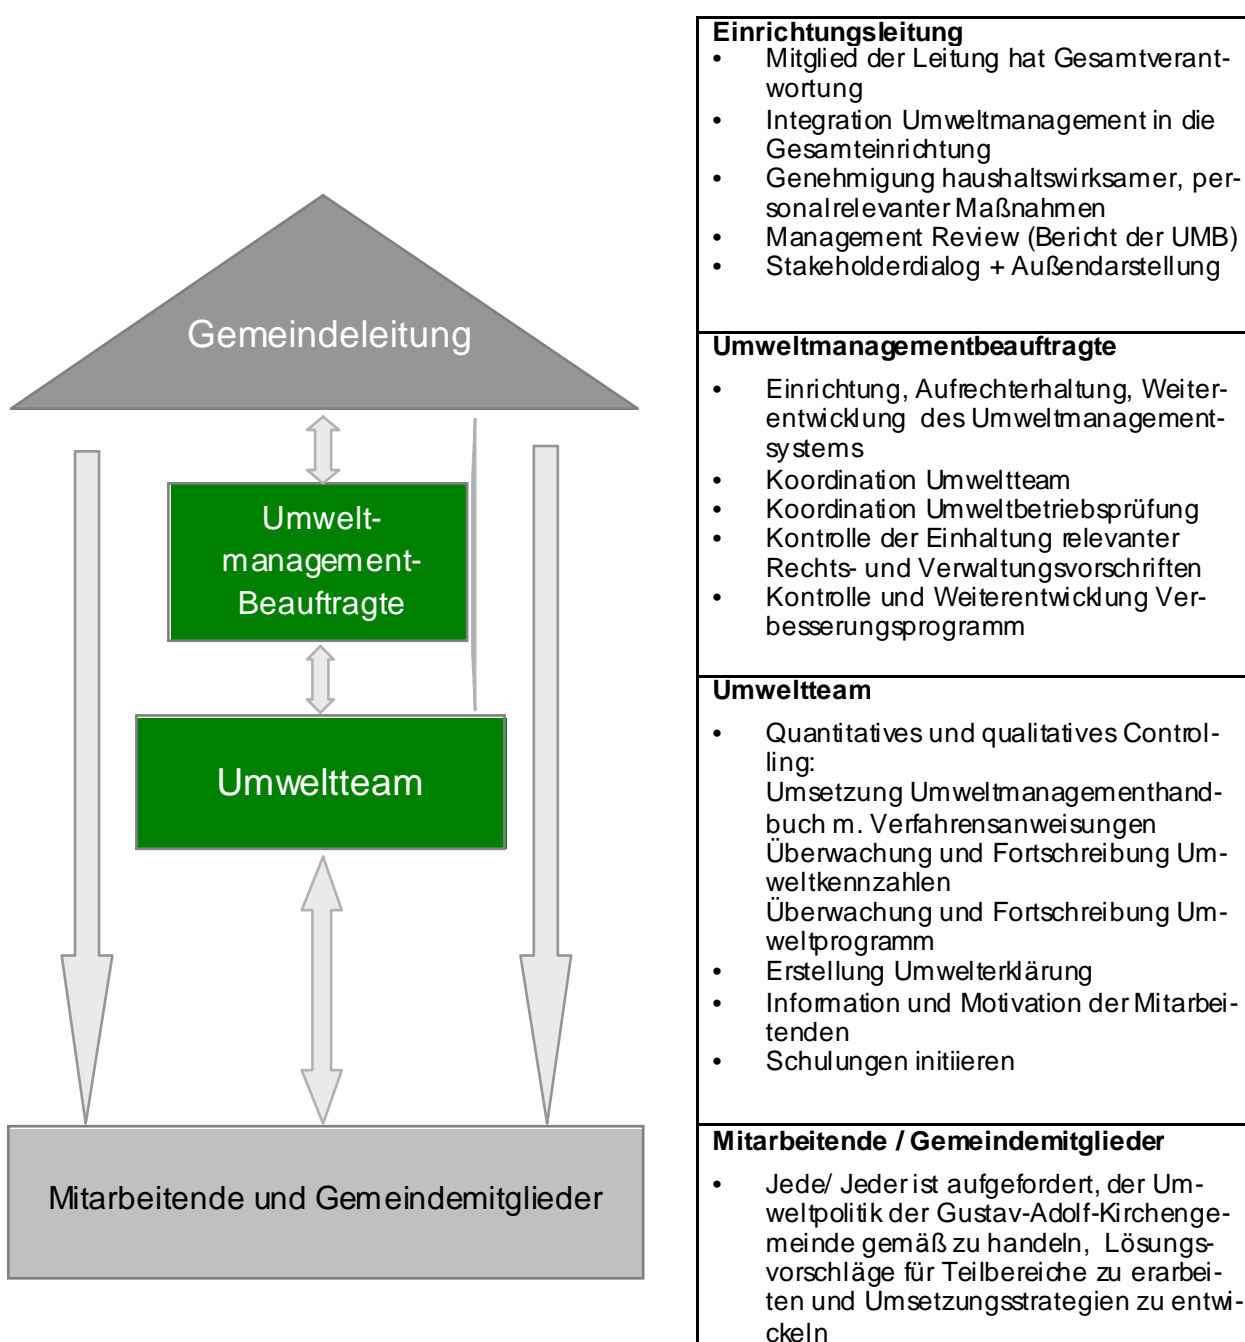 Gemeindeleitung
Umwelt-
management-
Beauftragte
Umweltteam
Mitarbeitende und Gemeindemitglieder
Einrichtungsleitung
• Mitglied der Leitung hat Gesamtverant-
wortung
• Integration Umweltmanagement in die
Gesamteinrichtung
• Genehmigung haushaltswirksamer, per-
sonalrelevanter Maßnahmen
• Management Review (Bericht der UMB)
• Stakeholderdialog + Außendarstellung
Umweltmanagementbeauftragte
• Einrichtung, Aufrechterhaltung, Weiter-
entwicklung des Umweltmanagement-
systems
• Koordination Umweltteam
• Koordination Umweltbetriebsprüfung
• Kontrolle der Einhaltung relevanter
Rechts- und Verwaltungsvorschriften
• Kontrolle und Weiterentwicklung Ver-
besserungsprogramm
Umweltteam
• Quantitatives und qualitatives Control-
ling:
Umsetzung Umweltmanagementhand-
buch m. Verfahrensanweisungen
Überwachung und Fortschreibung Um-
weltkennzahlen
Überwachung und Fortschreibung Um-
weltprogramm
• Erstellung Umwelterklärung
• Information und Motivation der Mitarbei-
tenden
• Schulungen initiieren
Mitarbeitende / Gemeindemitglieder
• Jede/ Jeder ist aufgefordert, der Um-
weltpolitik der Gustav-Adolf-Kirchenge-
meinde gemäß zu handeln, Lösungs-
vorschläge für Teilbereiche zu erarbei-
ten und Umsetzungsstrategien zu entwi-
ckeln